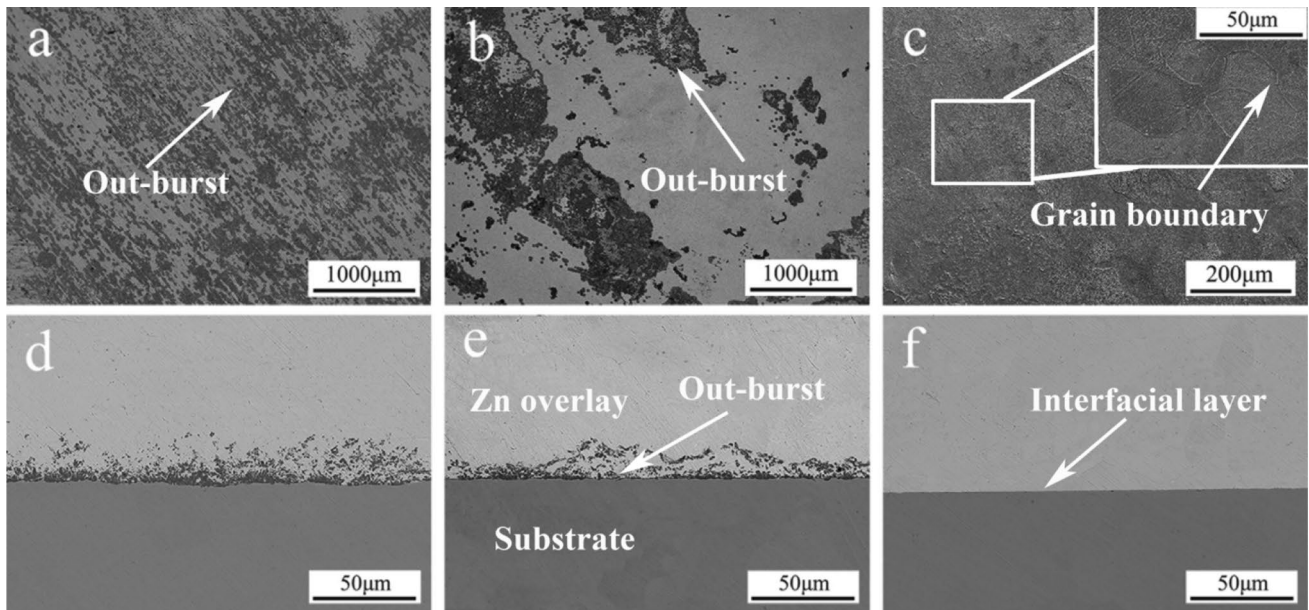 a
Out-burst
1000μm
b
Out-burst
1000μm
c
50μm
Grain boundary
200μm
d
50μm
e
Zn overlay
Out-burst
Substrate
50μm
f
Interfacial layer
50μm